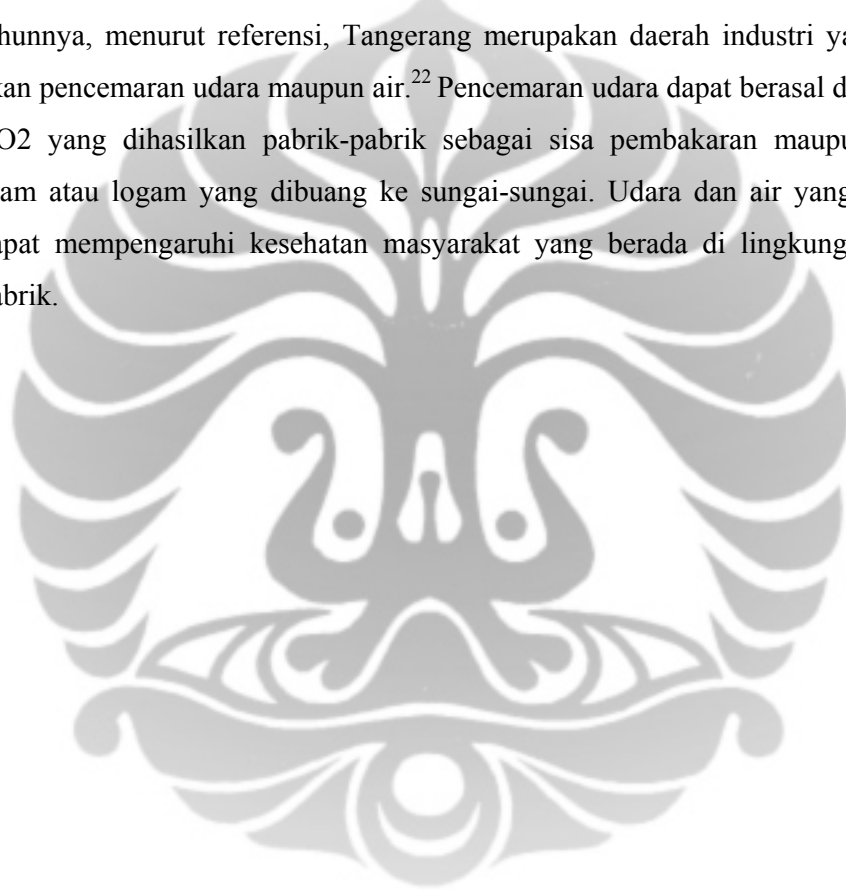 hunnya, menurut referensi, Tangerang merupakan daerah industri ya
kan pencemaran udara maupun air.22 Pencemaran udara dapat berasal d
O2 yang dihasilkan pabrik-pabrik sebagai sisa pembakaran maupu
am atau logam yang dibuang ke sungai-sungai. Udara dan air yang
apat mempengaruhi kesehatan masyarakat yang berada di lingkung
abrik.